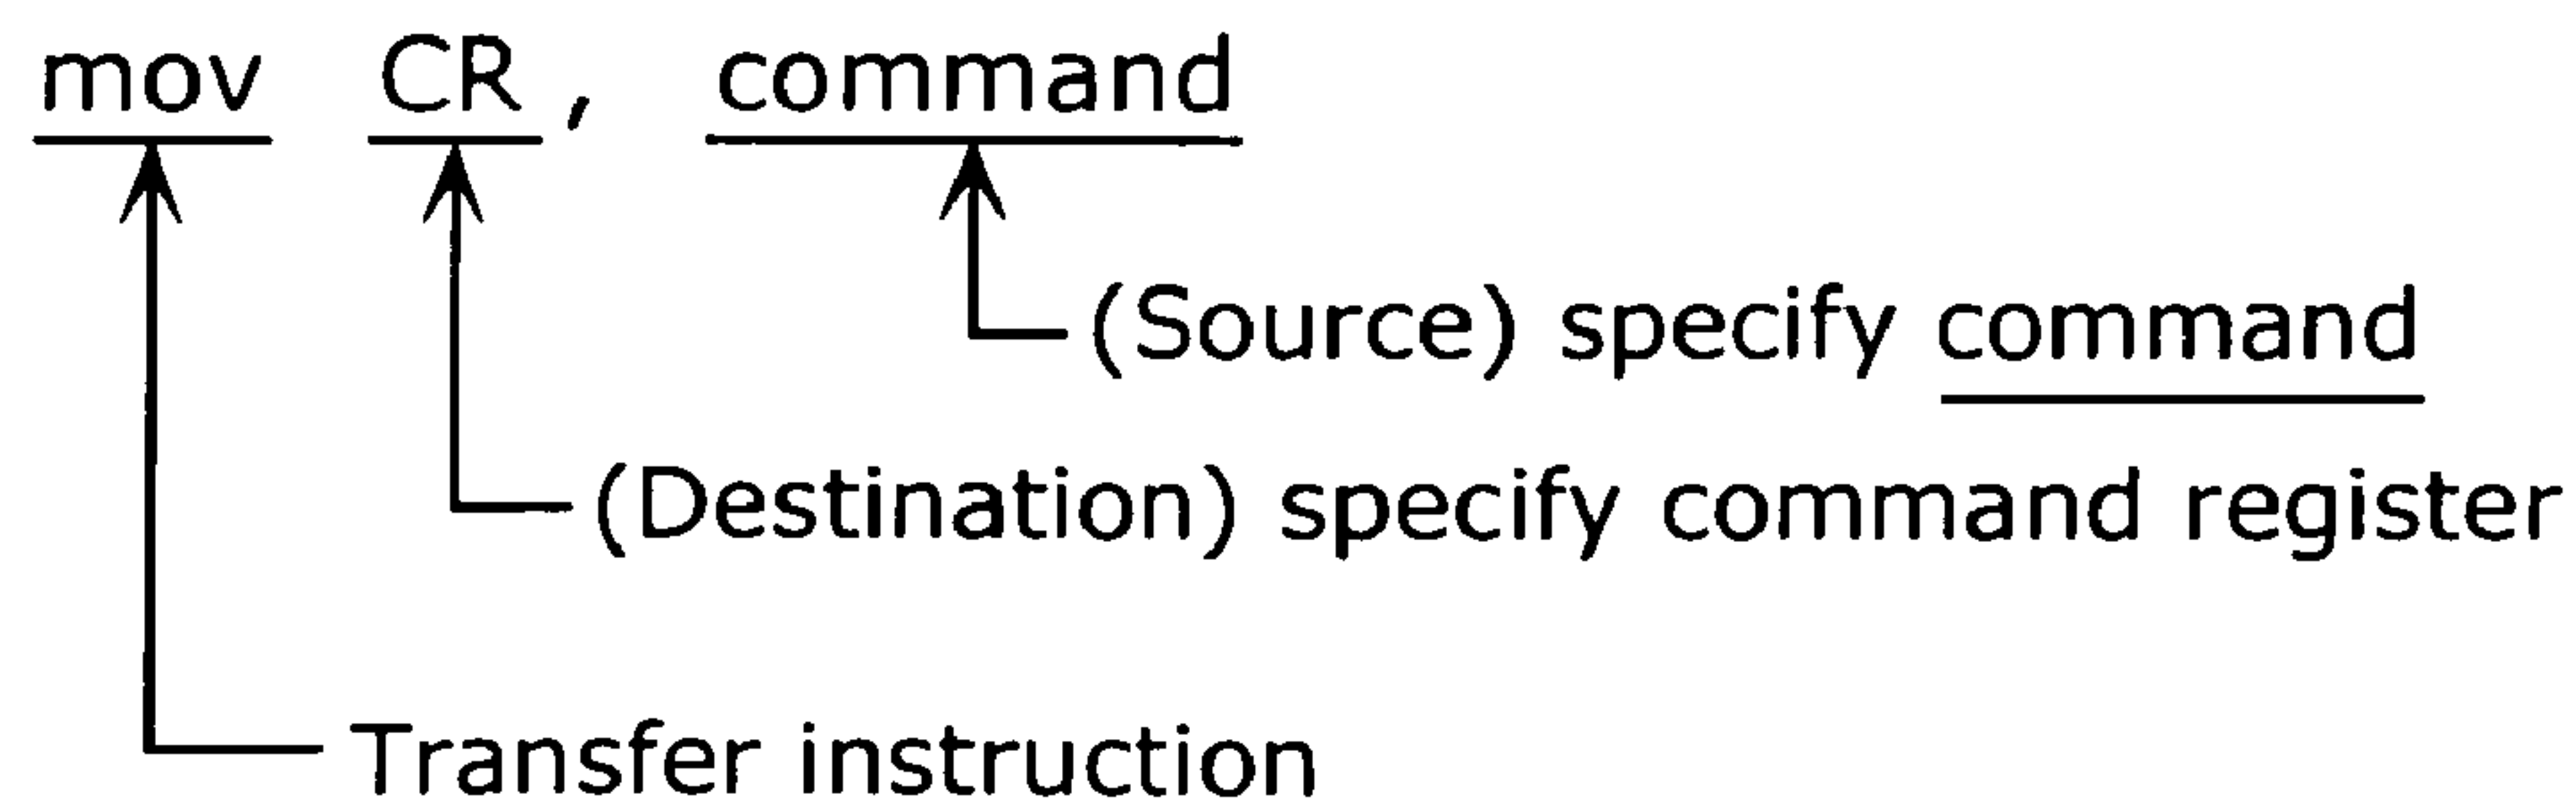 mov CR , command
(Source) specify command
(Destination) specify command register
Transfer instruction